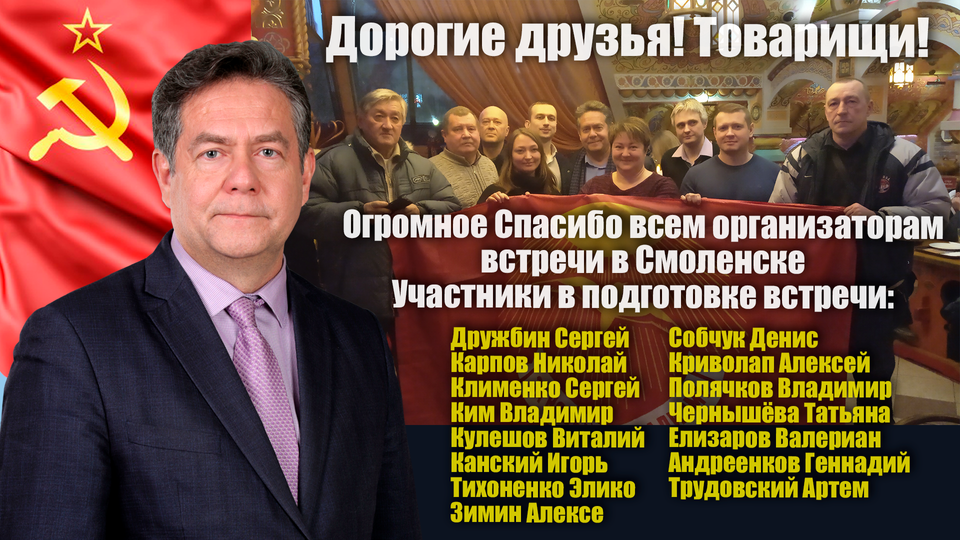 Дорогие друзья! Товарищи!
Огромное Спасибо всем организаторам
встречи в Смоленске
Участники в подготовке встречи:
Дружбин Сергей
Карпов Николай
Клименко Сергей
Ким Владимир
Кулешов Виталий
Канский Игорь
Тихоненко Элико
Зимин Алексе
Собчук Денис
Криволап Алексей
Полячков Владимир
Чернышёва Татьяна
Елизаров Валериан
Андреенков Геннадий
Трудовский Артем